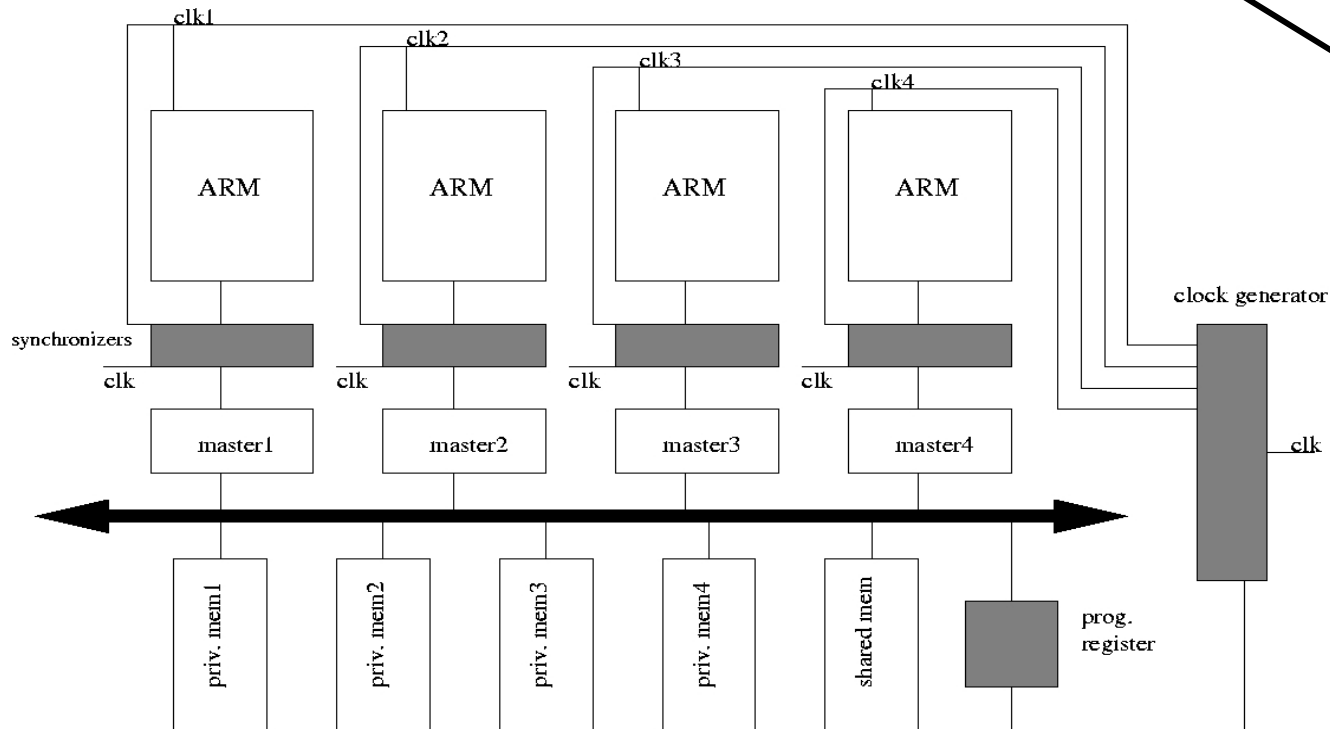 clk1
clk2
clk3
clk4
ARM
ARM
ARM
ARM
clock generator
synchronizers
clk
clk
clk
clk
master1
master2
master3
master4
clk
priv. mem1
priv. mem2
priv. mem3
priv. mem4
shared mem
prog.
register